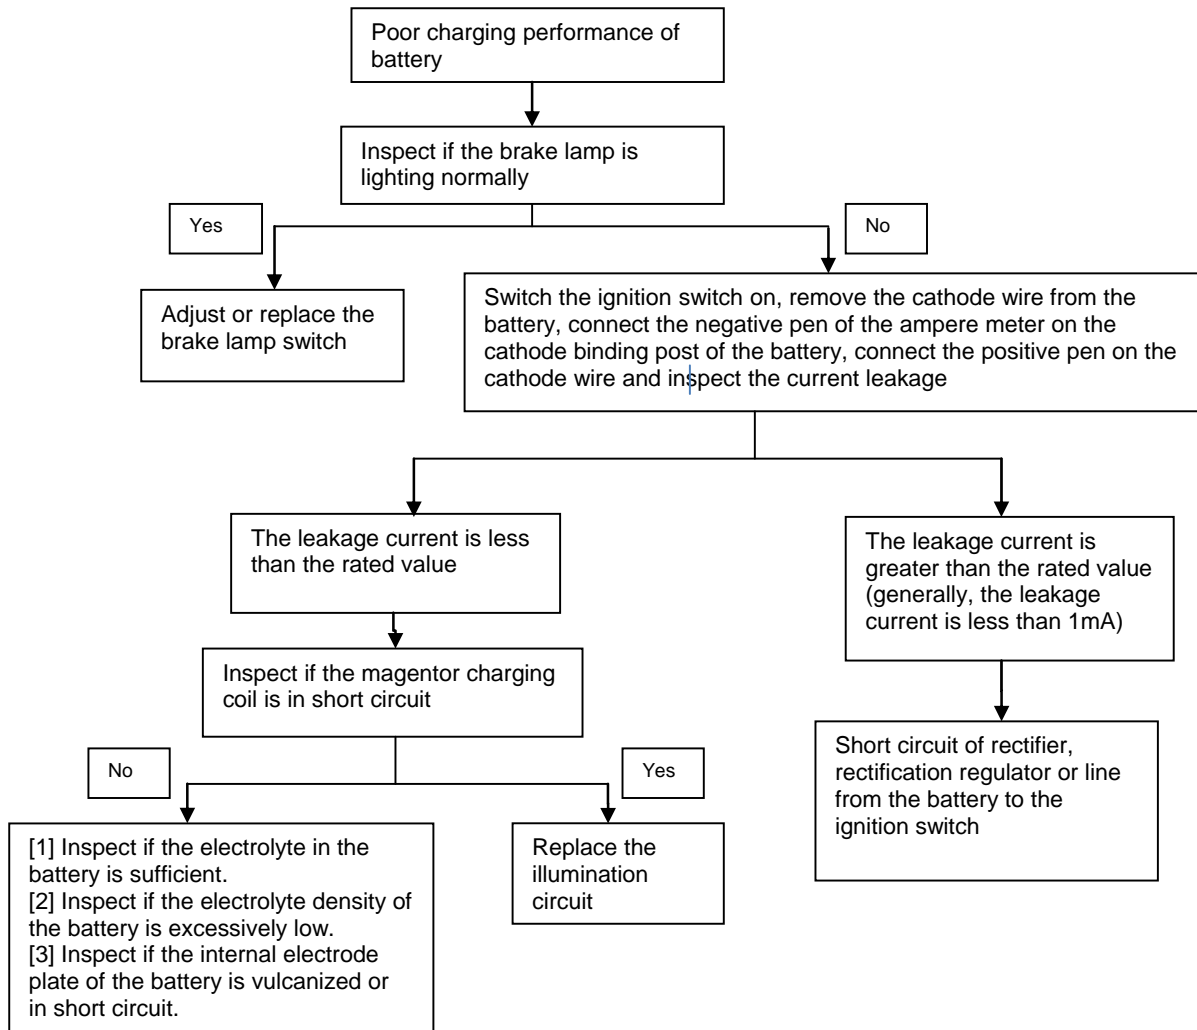 Poor charging performance of
battery
Inspect if the brake lamp is
lighting normally
Yes
No
Adjust or replace the
brake lamp switch
Switch the ignition switch on, remove the cathode wire from the
battery, connect the negative pen of the ampere meter on the
cathode binding post of the battery, connect the positive pen on the
cathode wire and inspect the current leakage
The leakage current is less
than the rated value
The leakage current is
greater than the rated value
(generally, the leakage
current is less than 1mA)
Inspect if the magentor charging
coil is in short circuit
Short circuit of rectifier,
rectification regulator or line
from the battery to the
ignition switch
No
Yes
[1] Inspect if the electrolyte in the
battery is sufficient.
[2] Inspect if the electrolyte density of
the battery is excessively low.
[3] Inspect if the internal electrode
plate of the battery is vulcanized or
in short circuit.
Replace the
illumination
circuit